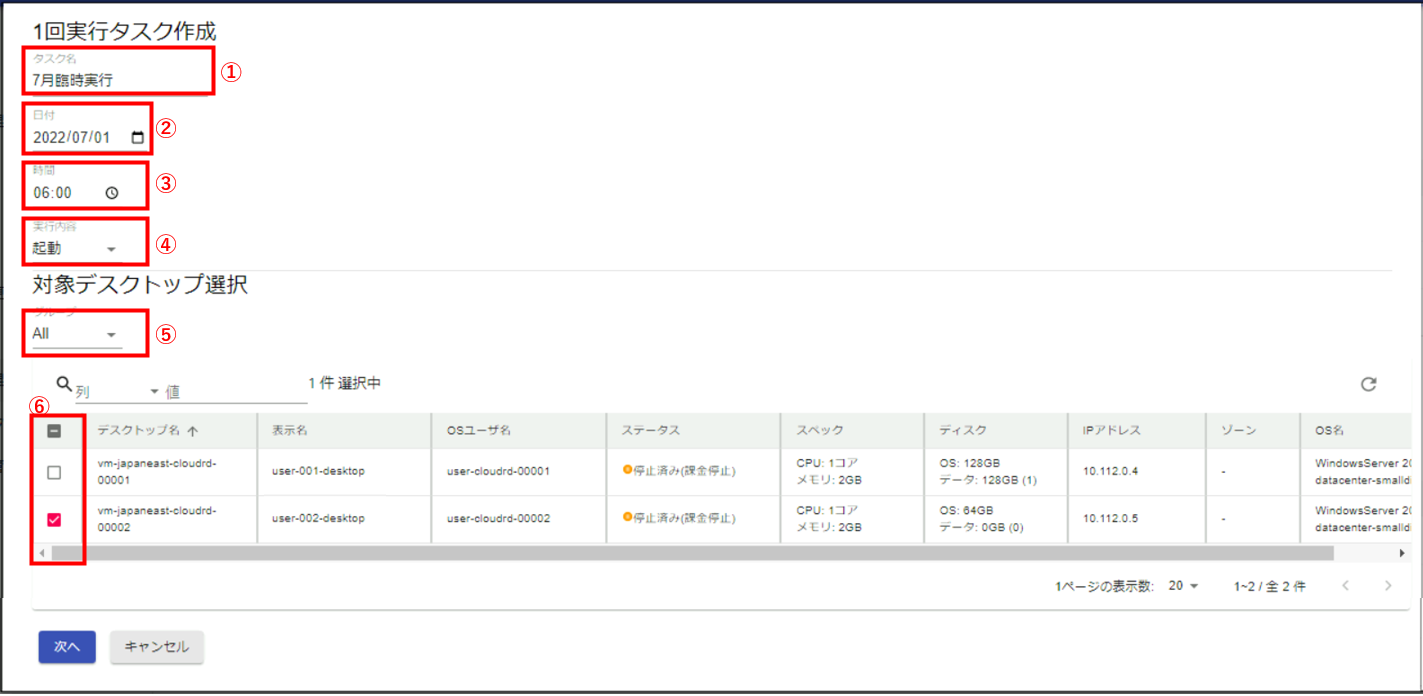 1回実行タスク作成
タスク名
7月臨時実行 ①
日付
2022/07/01 ②
時間
06:00 ③
実行内容
起動 ④
対象デスクトップ選択
グループ
All ⑤
列 値 1 件 選択中
⑥
デスクトップ名 ↑ 表示名 OSユーザ名 ステータス スペック ディスク IPアドレス ゾーン OS名
vm-japaneast-cloudrd-00001 user-001-desktop user-cloudrd-00001 停止済み(課金停止) CPU: 1コア メモリ: 2GB OS: 128GB データ: 128GB (1) 10.112.0.4 - WindowsServer 20 datacenter-smalldi
vm-japaneast-cloudrd-00002 user-002-desktop user-cloudrd-00002 停止済み(課金停止) CPU: 1コア メモリ: 2GB OS: 64GB データ: 0GB (0) 10.112.0.5 - WindowsServer 20 datacenter-smalldi
1ページの表示数: 20 1~2 / 全 2 件
次へ キャンセル